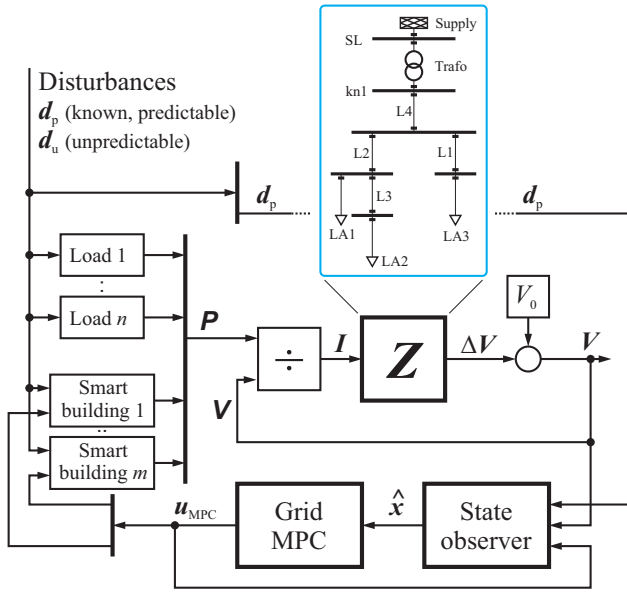 Supply
SL
Trafo
kn1
L4
L2
L1
L3
LA1
LA3
LA2
Disturbances
d_p (known, predictable)
d_u (unpredictable)
d_p
d_p
Load 1
:
Load n
P
÷
I
Z
ΔV
V_0
V
V
Smart
building 1
..
Smart
building m
u_MPC
Grid
MPC
x̂
State
observer